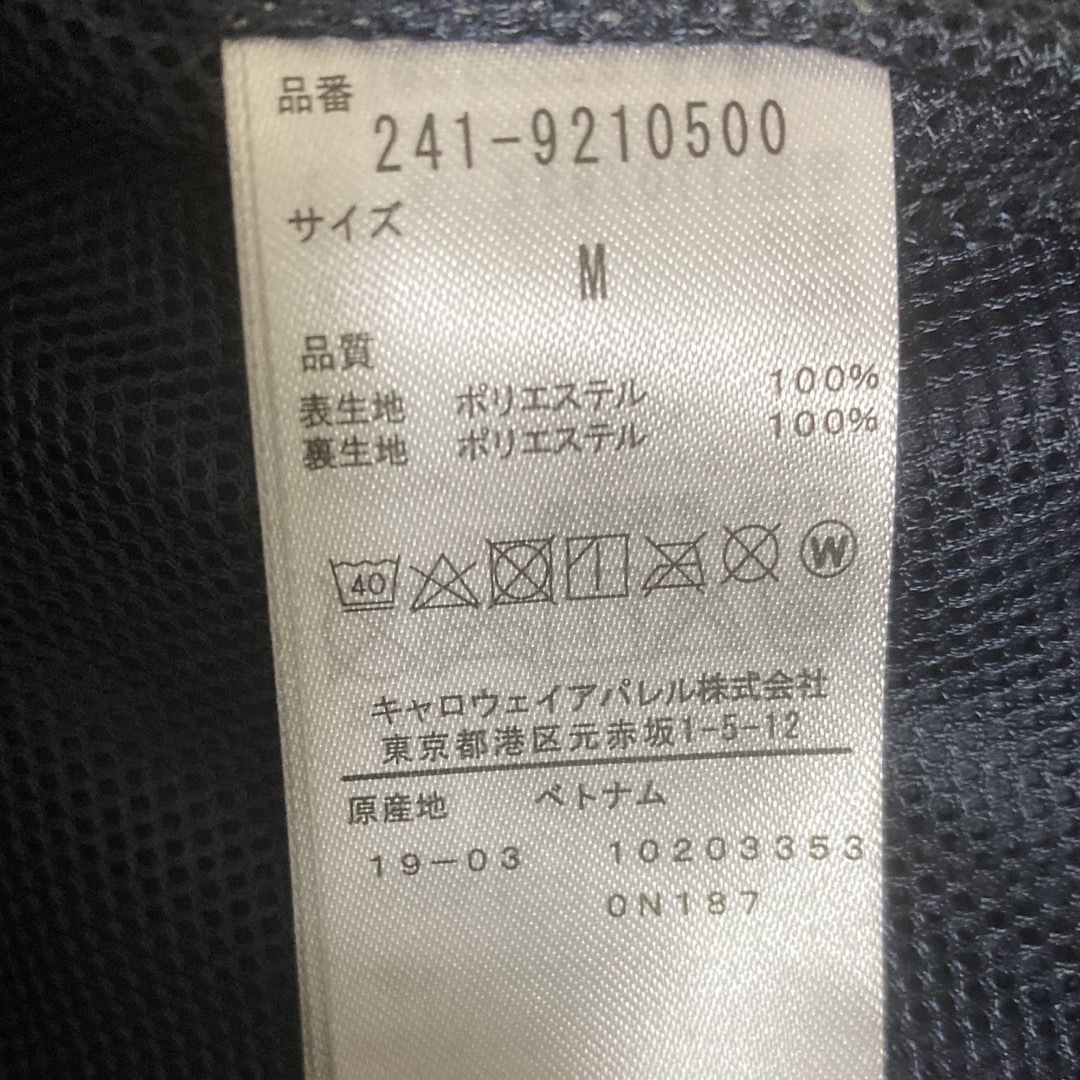 品番
241-9210500
サイズ
M
品質
表生地 ポリエステル 100%
裏生地 ポリエステル 100%
40 W
キャロウェイアパレル株式会社
東京都港区元赤坂1-5-12
原産地 ベトナム
19-03 10203353
0N187